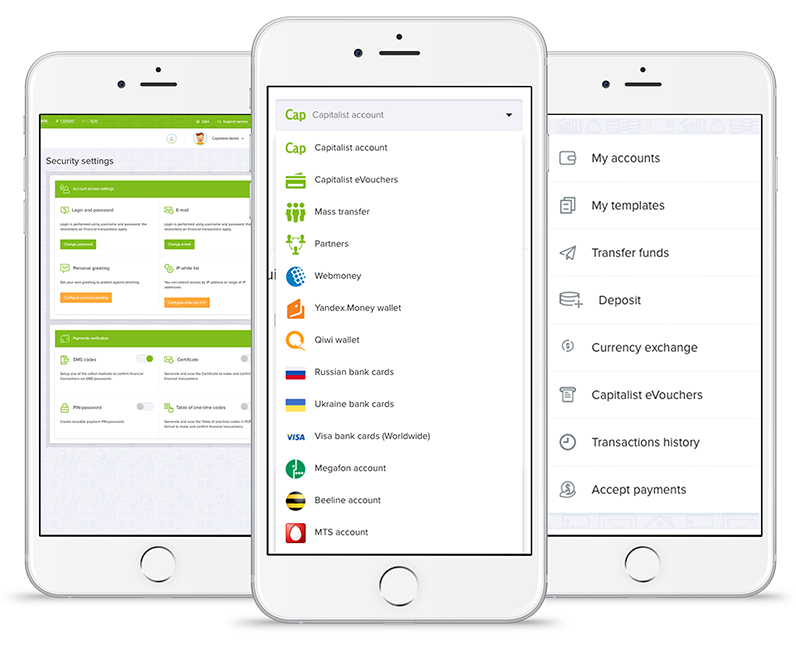 Q&A
Support service
Capitalist-demo
Security settings
Account access settings
Login and password
Login is performed using username and password, the
restrictions on financial transactions apply.
Change password
E-mail
Login is performed using username and password, the
restrictions on financial transactions apply.
Change e-mail
Personal greeting
Set your own greeting to protect against phishing.
Configure personal greeting
IP white list
You can restrict access by IP address or range of IP
addresses.
Configure white list of IP
Payments verification
SMS codes
Setup one of the safest methods to confirm financial
transactions via SMS passwords.
Certificate
Generate and save the Certificate to make and confirm
financial transactions.
PIN-password
Create reusable payment PIN-password.
Table of one-time codes
Generate and save the Table of one-time codes in PDF
format to make and confirm financial transactions.
Cap Capitalist account
Cap Capitalist account
Capitalist eVouchers
Mass transfer
Partners
Webmoney
Yandex.Money wallet
Qiwi wallet
Russian bank cards
Ukraine bank cards
VISA Visa bank cards (Worldwide)
Megafon account
Beeline account
MTS account
My accounts
My templates
Transfer funds
Deposit
Currency exchange
Capitalist eVouchers
Transactions history
Accept payments